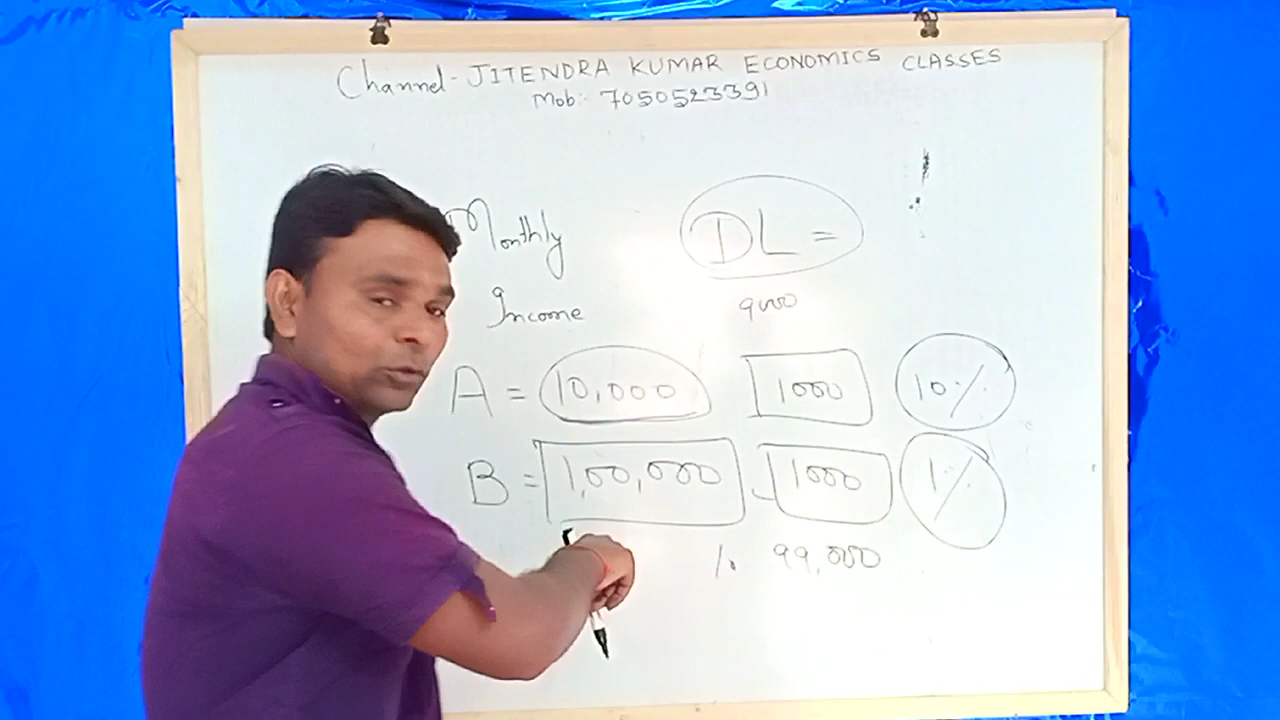 Channel- JITENDRA KUMAR ECONOMICS CLASSES
Mob:- 7050523391
Monthly DL =
Income 9000
A = 10,000 1000 10%
B = 1,00,000 - 1000 1%
1. 99,000